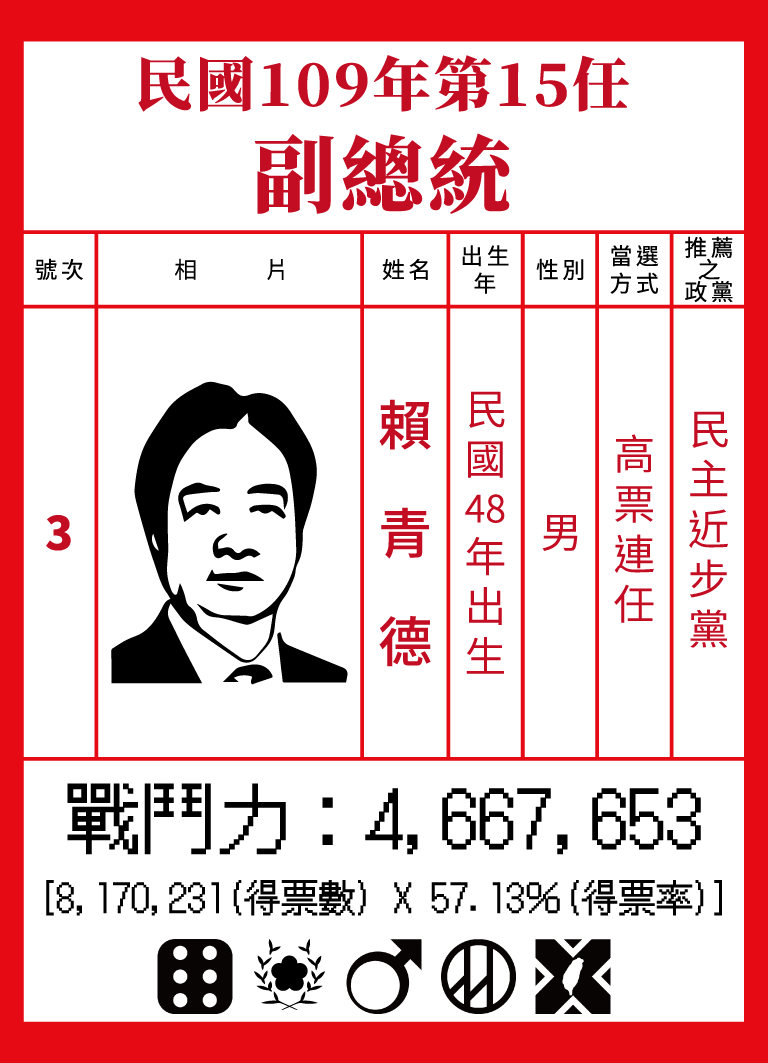 民國109年第15任
副總統
號次
相 片
姓名
出生
年
性別
當選
方式
推薦
之
政黨
3
賴青德
民國48年出生
男
高票連任
民主近步黨
戰鬥力：4,667,653
[8,170,231(得票數) X 57.13%(得票率)]